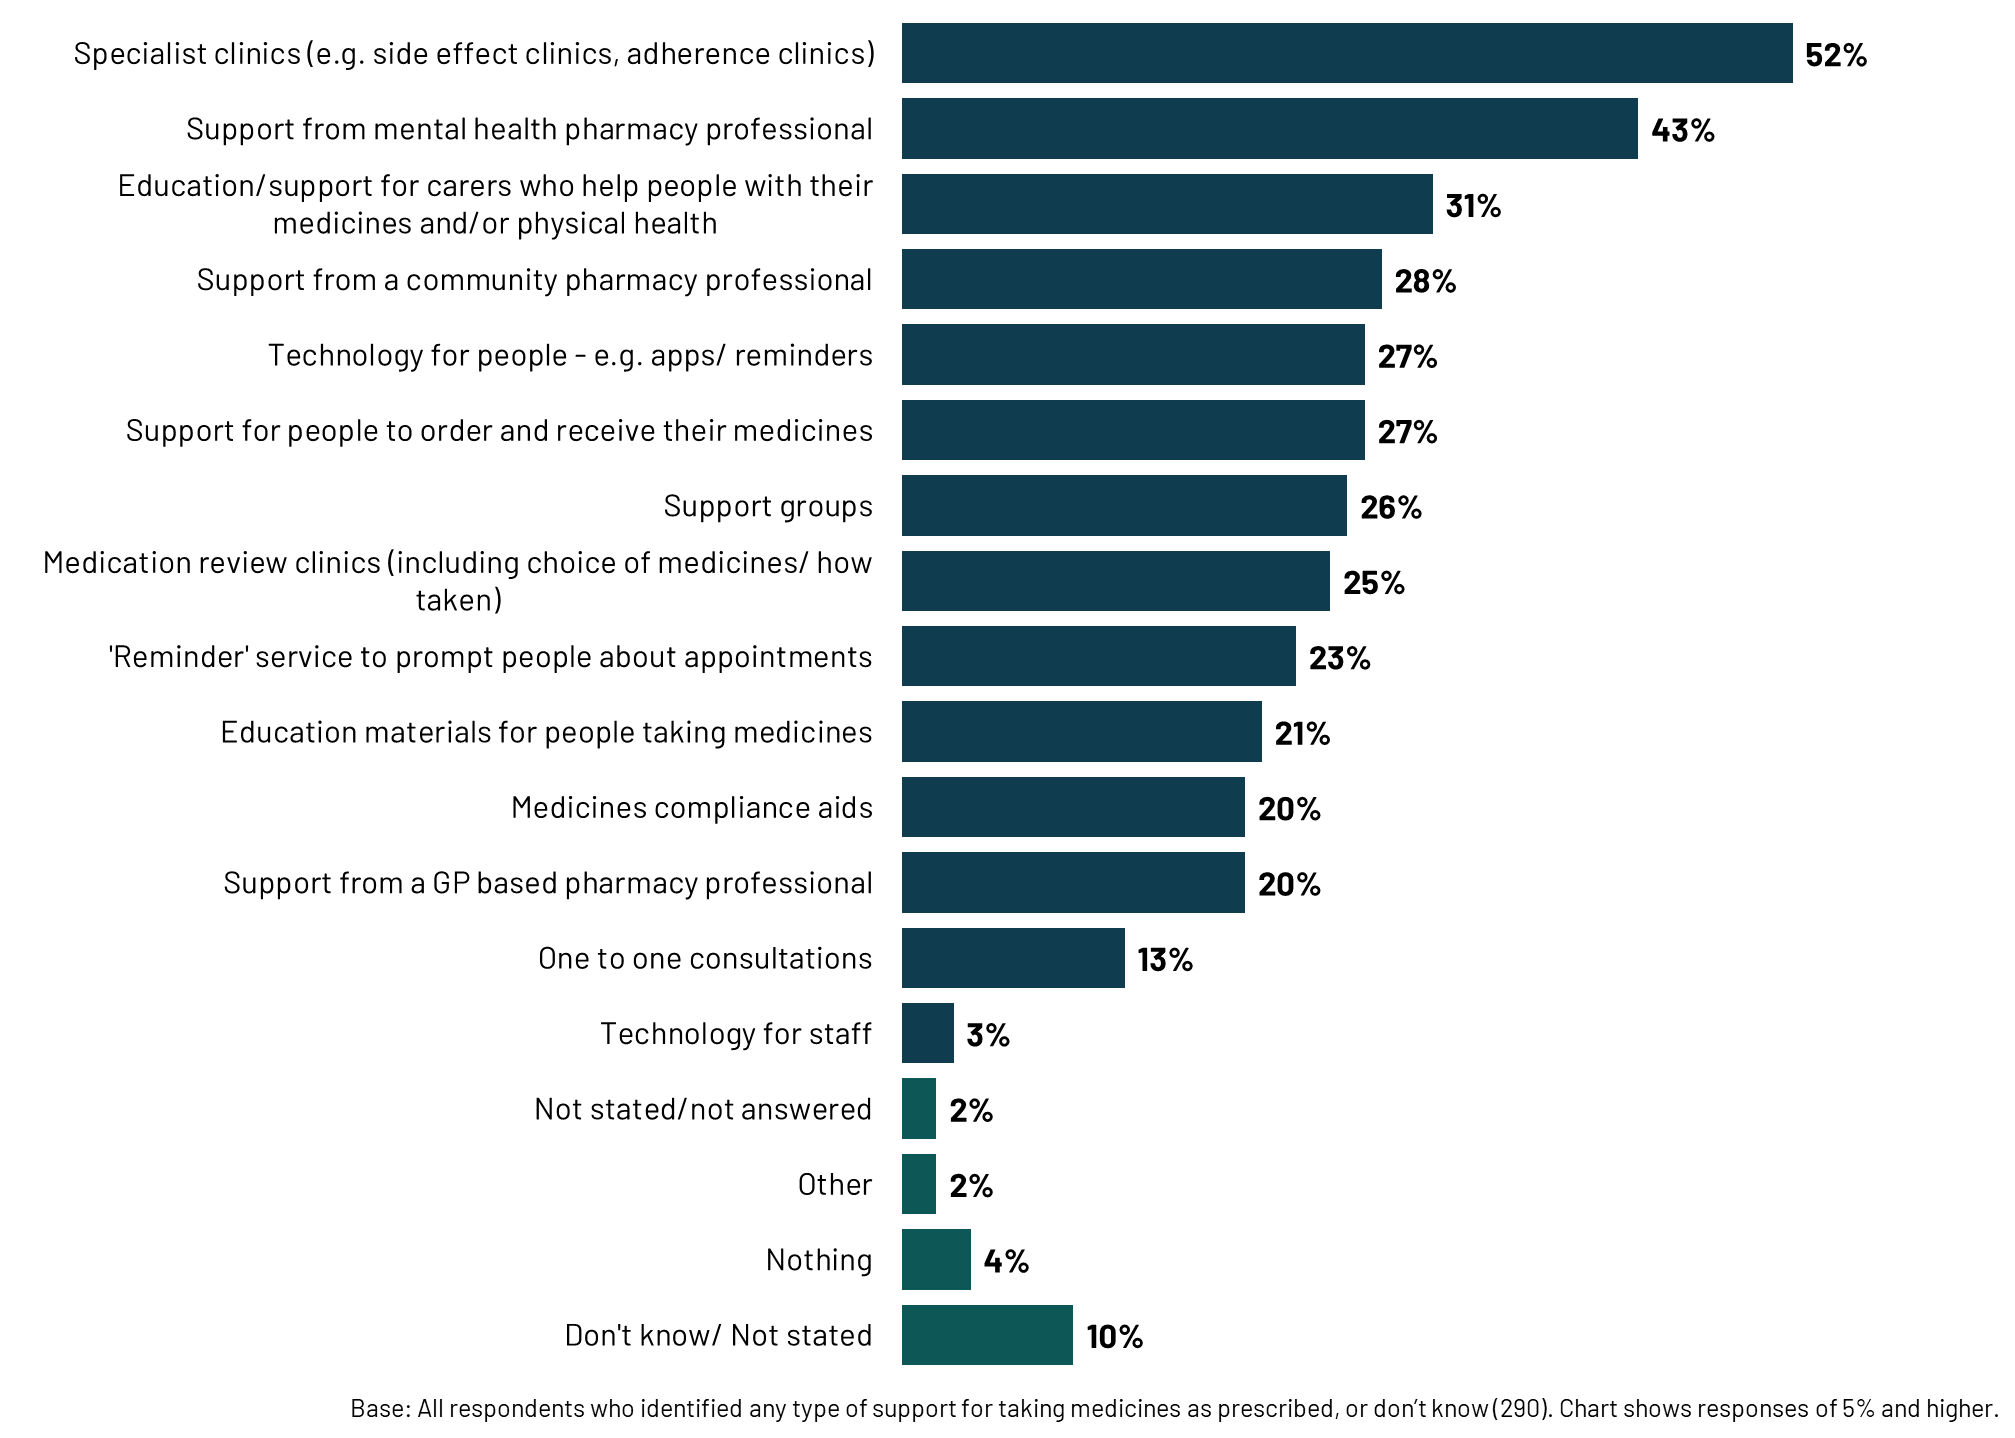 Specialist clinics (e.g. side effect clinics, adherence clinics) 52%
Support from mental health pharmacy professional 43%
Education/support for carers who help people with their
medicines and/or physical health 31%
Support from a community pharmacy professional 28%
Technology for people - e.g. apps/ reminders 27%
Support for people to order and receive their medicines 27%
Support groups 26%
Medication review clinics (including choice of medicines/ how
taken) 25%
'Reminder' service to prompt people about appointments 23%
Education materials for people taking medicines 21%
Medicines compliance aids 20%
Support from a GP based pharmacy professional 20%
One to one consultations 13%
Technology for staff 3%
Not stated/not answered 2%
Other 2%
Nothing 4%
Don't know/ Not stated 10%
Base: All respondents who identified any type of support for taking medicines as prescribed, or don’t know (290). Chart shows responses of 5% and higher.